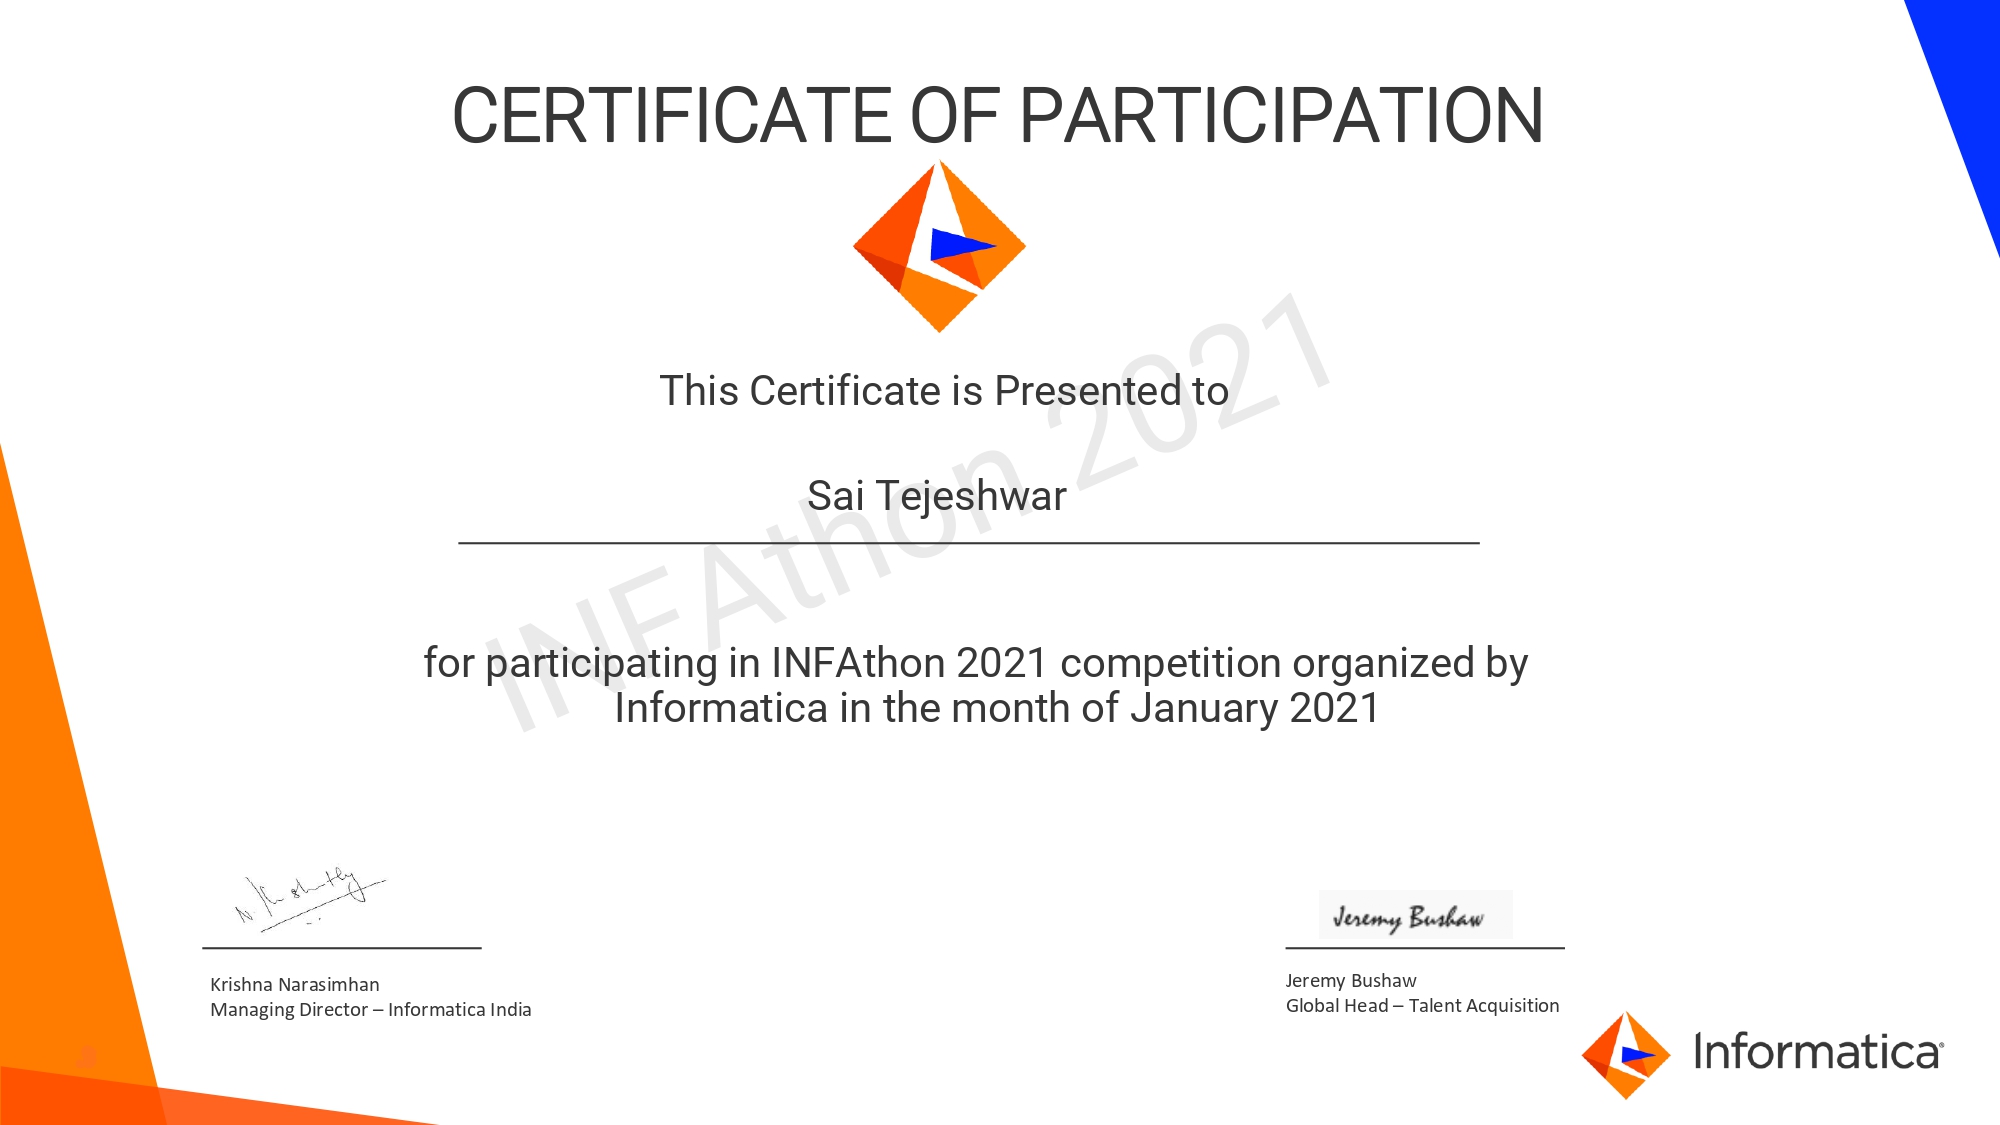 CERTIFICATE OF PARTICIPATION
This Certificate is Presented to
Sai Tejeshwar
INFAthon 2021
for participating in INFAthon 2021 competition organized by
Informatica in the month of January 2021
Jeremy Bushaw
Krishna Narasimhan
Managing Director – Informatica India
Jeremy Bushaw
Global Head – Talent Acquisition
Informatica